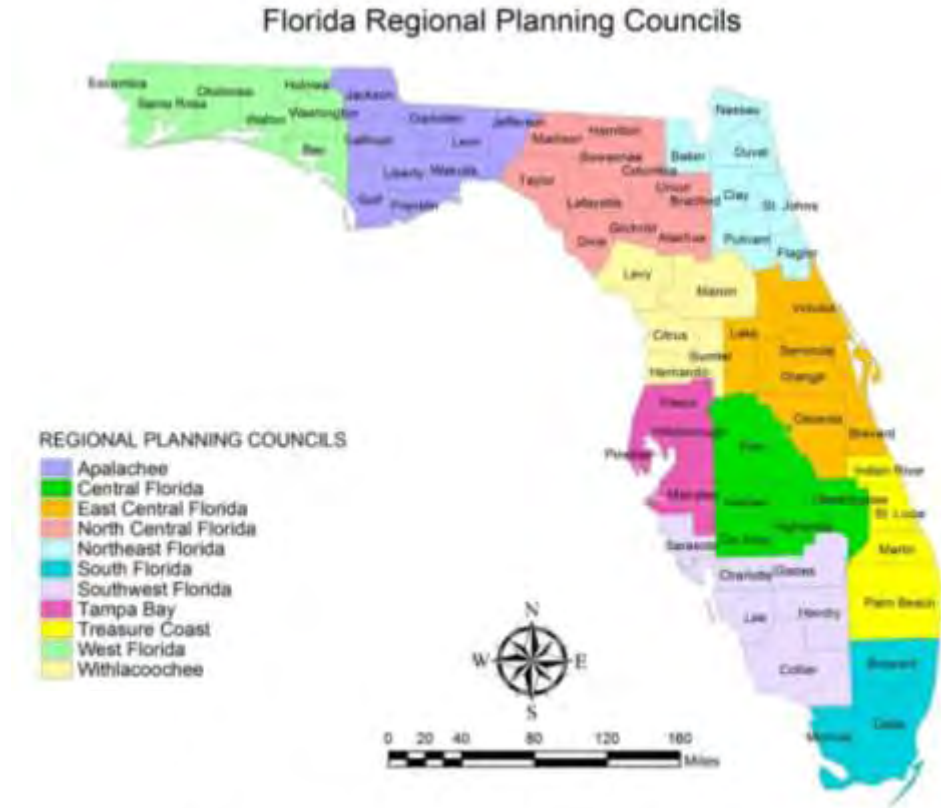 Florida Regional Planning Councils
Escambia
Santa Rosa
Okaloosa
Walton
Holmes
Washington
Bay
Jackson
Calhoun
Gadsden
Leon
Jefferson
Liberty
Wakulla
Gulf
Franklin
Madison
Hamilton
Suwannee
Columbia
Taylor
Lafayette
Union
Bradford
Gilchrist
Dixie
Alachua
Baker
Nassau
Duval
Clay
St. Johns
Putnam
Flagler
Levy
Marion
Citrus
Sumter
Hernando
Lake
Volusia
Seminole
Orange
Osceola
Brevard
Pasco
Hillsborough
Pinellas
Manatee
Polk
Hardee
Highlands
De Soto
Okeechobee
Indian River
St. Lucie
Martin
Palm Beach
Sarasota
Charlotte
Glades
Lee
Hendry
Collier
Broward
Dade
Monroe
REGIONAL PLANNING COUNCILS
Apalachee
Central Florida
East Central Florida
North Central Florida
Northeast Florida
South Florida
Southwest Florida
Tampa Bay
Treasure Coast
West Florida
Withlacoochee
N
W E
S
0 20 40 80 120 160
Miles